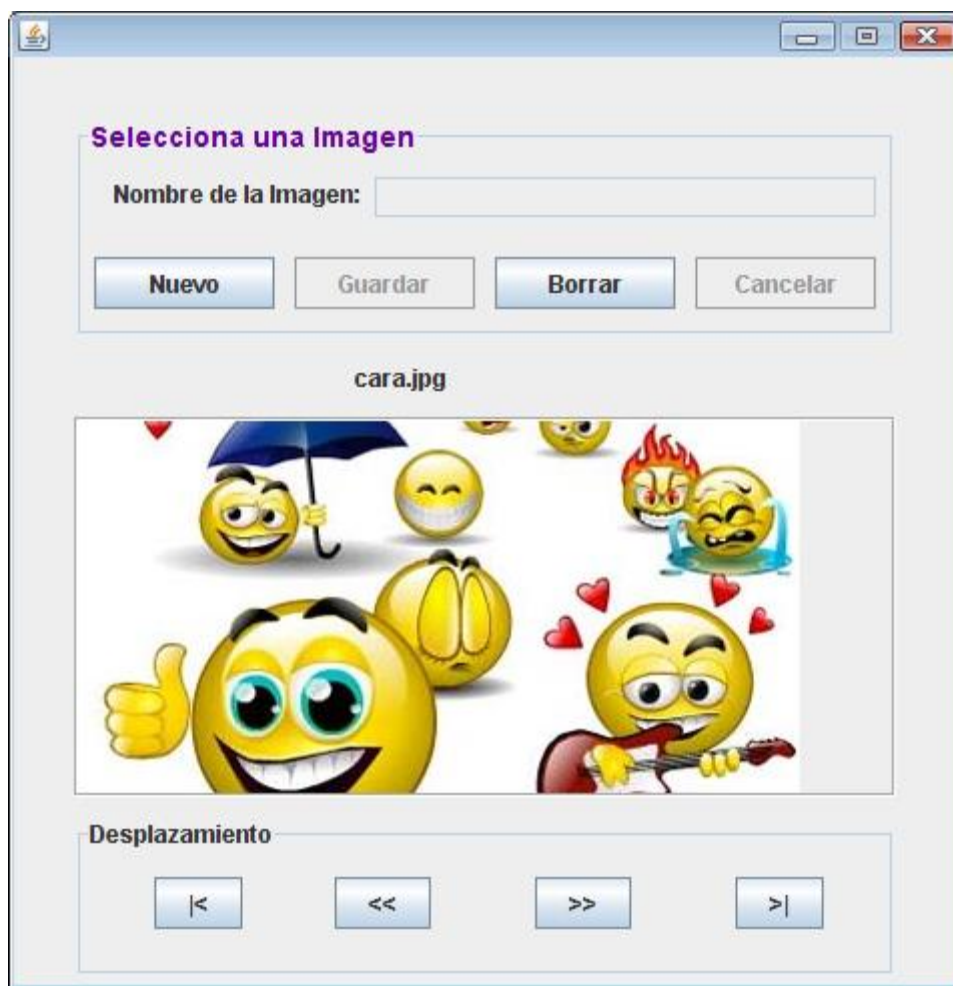 Selecciona una Imagen
Nombre de la Imagen:
Nuevo Guardar Borrar Cancelar
cara.jpg
Desplazamiento
|< << >> >|